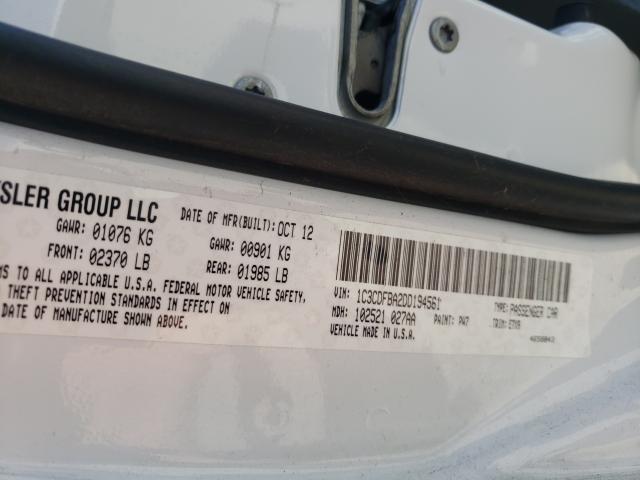 SLER GROUP LLC
DATE OF MFR(BUILT): OCT 12
GAWR: 01076 KG
GAWR: 00901 KG
FRONT: 02370 LB
REAR: 01985 LB
MS TO ALL APPLICABLE U.S.A. FEDERAL MOTOR VEHICLE SAFETY,
THEFT PREVENTION STANDARDS IN EFFECT ON
DATE OF MANUFACTURE SHOWN ABOVE.
VIN: 1C3CDFBA2DD194561
TYPE: PASSENGER CAR
MDH: 102521 027AA
PAINT: PW7
TRIM:
VEHICLE MADE IN U.S.A.